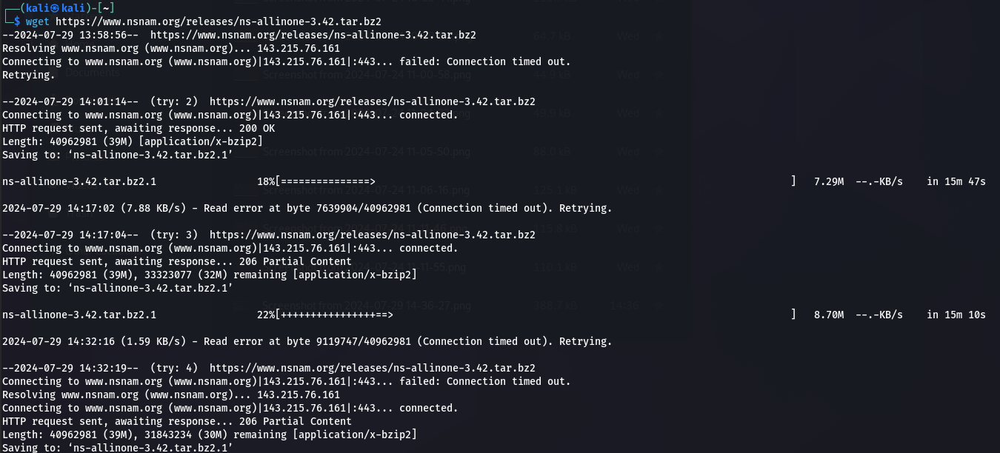 ┌──(kali㉿kali)-[~]
└─$ wget https://www.nsnam.org/releases/ns-allinone-3.42.tar.bz2
--2024-07-29 13:58:56--  https://www.nsnam.org/releases/ns-allinone-3.42.tar.bz2
Resolving www.nsnam.org (www.nsnam.org)... 143.215.76.161
Connecting to www.nsnam.org (www.nsnam.org)|143.215.76.161|:443... failed: Connection timed out.
Retrying.
--2024-07-29 14:01:14--  (try: 2)  https://www.nsnam.org/releases/ns-allinone-3.42.tar.bz2
Connecting to www.nsnam.org (www.nsnam.org)|143.215.76.161|:443... connected.
HTTP request sent, awaiting response... 200 OK
Length: 40962981 (39M) [application/x-bzip2]
Saving to: ‘ns-allinone-3.42.tar.bz2.1’
ns-allinone-3.42.tar.bz2.1 18%[===============> ] 7.29M --.-KB/s in 15m 47s
2024-07-29 14:17:02 (7.88 KB/s) - Read error at byte 7639904/40962981 (Connection timed out). Retrying.
--2024-07-29 14:17:04--  (try: 3)  https://www.nsnam.org/releases/ns-allinone-3.42.tar.bz2
Connecting to www.nsnam.org (www.nsnam.org)|143.215.76.161|:443... connected.
HTTP request sent, awaiting response... 206 Partial Content
Length: 40962981 (39M), 33323077 (32M) remaining [application/x-bzip2]
Saving to: ‘ns-allinone-3.42.tar.bz2.1’
ns-allinone-3.42.tar.bz2.1 22%[++++++++++++++++==> ] 8.70M --.-KB/s in 15m 10s
2024-07-29 14:32:16 (1.59 KB/s) - Read error at byte 9119747/40962981 (Connection timed out). Retrying.
--2024-07-29 14:32:19--  (try: 4)  https://www.nsnam.org/releases/ns-allinone-3.42.tar.bz2
Connecting to www.nsnam.org (www.nsnam.org)|143.215.76.161|:443... failed: Connection timed out.
Resolving www.nsnam.org (www.nsnam.org)... 143.215.76.161
Connecting to www.nsnam.org (www.nsnam.org)|143.215.76.161|:443... connected.
HTTP request sent, awaiting response... 206 Partial Content
Length: 40962981 (39M), 31843234 (30M) remaining [application/x-bzip2]
Saving to: ‘ns-allinone-3.42.tar.bz2.1’